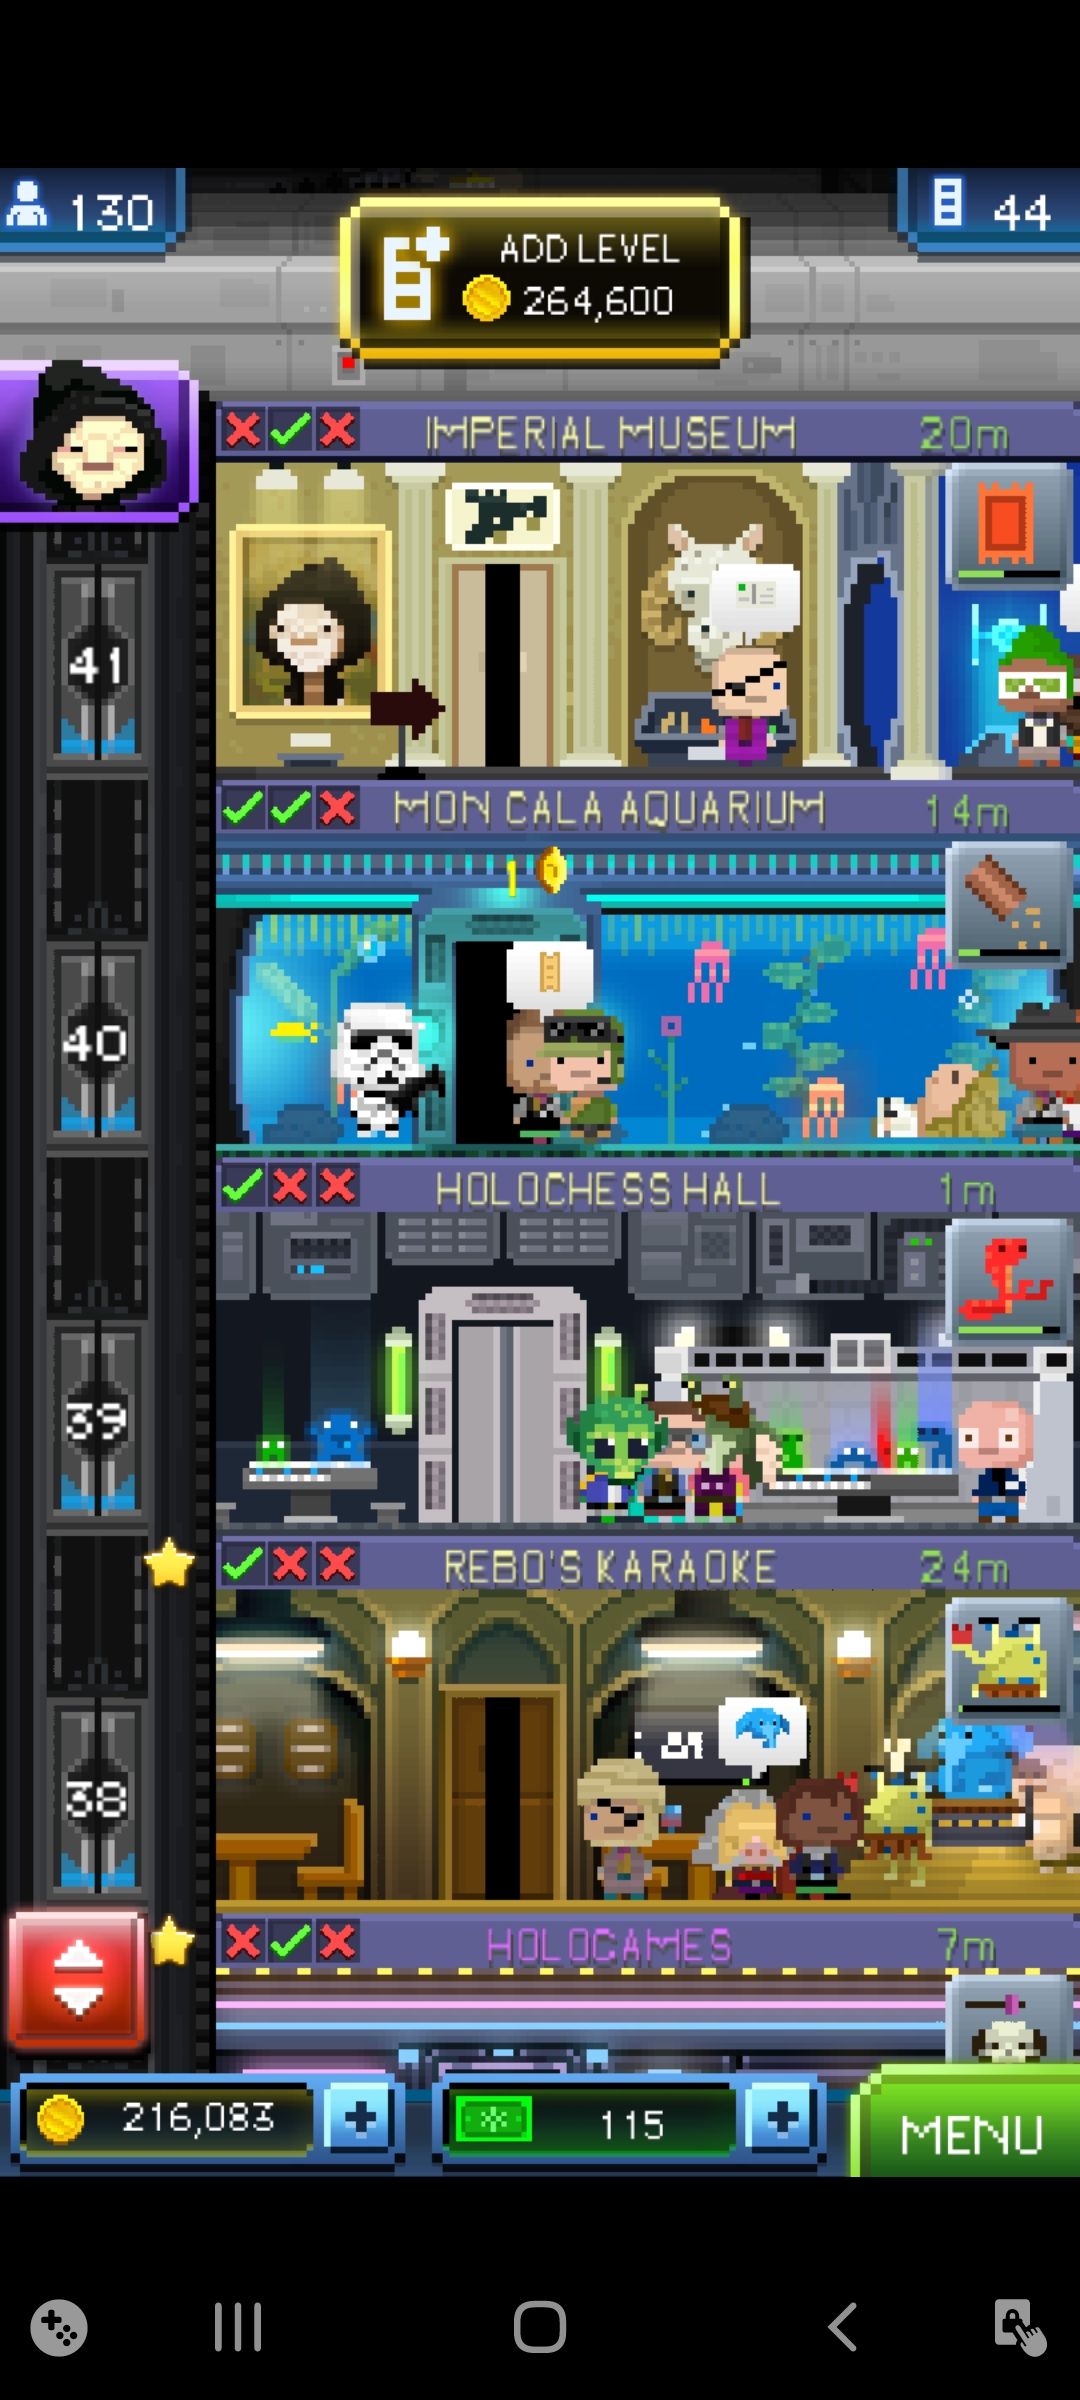 130
ADD LEVEL
264,600
44
IMPERIAL MUSEUM 20m
41
MON CALA AQUARIUM 14m
1
40
HOLOCHESS HALL 1m
39
REBO'S KARAOKE 24m
38
HOLOGAMES 7m
216,083
115
MENU